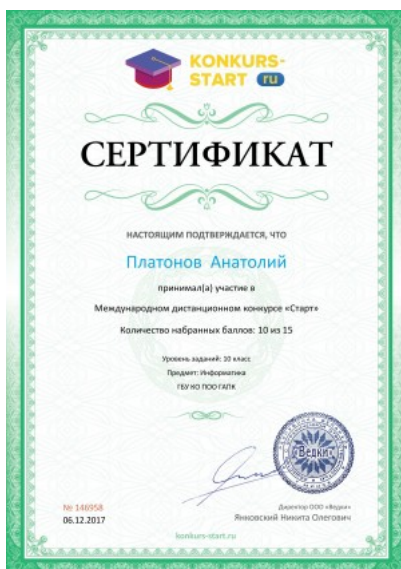 KONKURS-
START ru
СЕРТИФИКАТ
НАСТОЯЩИМ ПОДТВЕРЖДАЕТСЯ, ЧТО
Платонов Анатолий
принимал(а) участие в
Международном дистанционном конкурсе «Старт»
Количество набранных баллов: 10 из 15
Уровень заданий: 10 класс
Предмет: Информатика
ГБУ КО ПОО ГАПК
«Ведки»
№ 146958
06.12.2017
Директор ООО «Ведки»
Янковский Никита Олегович
konkurs-start.ru